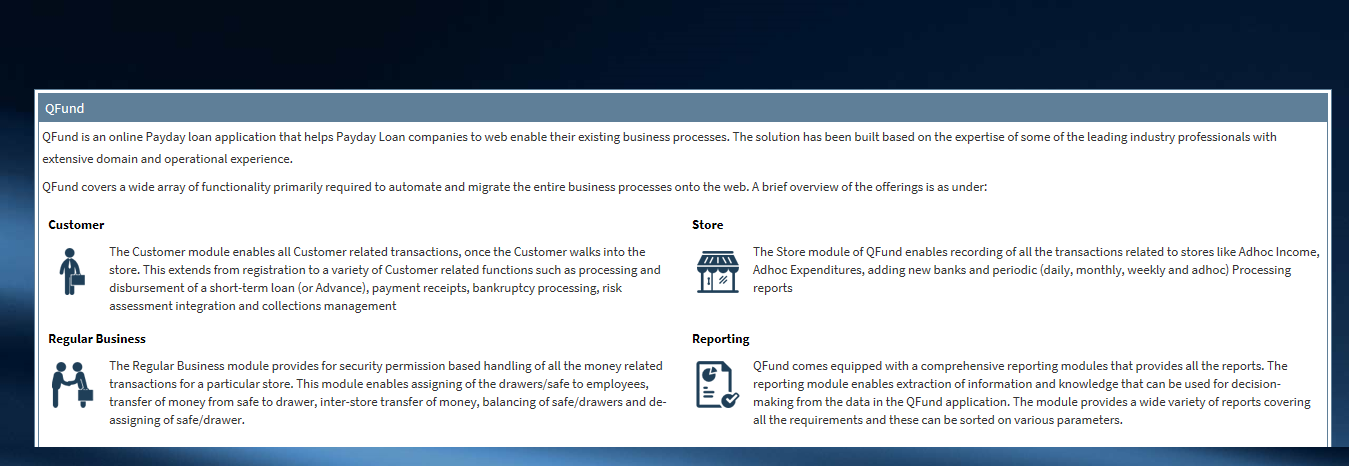 QFund
QFund is an online Payday loan application that helps Payday Loan companies to web enable their existing business processes. The solution has been built based on the expertise of some of the leading industry professionals with
extensive domain and operational experience.
QFund covers a wide array of functionality primarily required to automate and migrate the entire business processes onto the web. A brief overview of the offerings is as under:
Customer
The Customer module enables all Customer related transactions, once the Customer walks into the
store. This extends from registration to a variety of Customer related functions such as processing and
disbursement of a short-term loan (or Advance), payment receipts, bankruptcy processing, risk
assessment integration and collections management
Store
The Store module of QFund enables recording of all the transactions related to stores like Adhoc Income,
Adhoc Expenditures, adding new banks and periodic (daily, monthly, weekly and adhoc) Processing
reports
Regular Business
The Regular Business module provides for security permission based handling of all the money related
transactions for a particular store. This module enables assigning of the drawers/safe to employees,
transfer of money from safe to drawer, inter-store transfer of money, balancing of safe/drawers and de-
assigning of safe/drawer.
Reporting
QFund comes equipped with a comprehensive reporting modules that provides all the reports. The
reporting module enables extraction of information and knowledge that can be used for decision-
making from the data in the QFund application. The module provides a wide variety of reports covering
all the requirements and these can be sorted on various parameters.